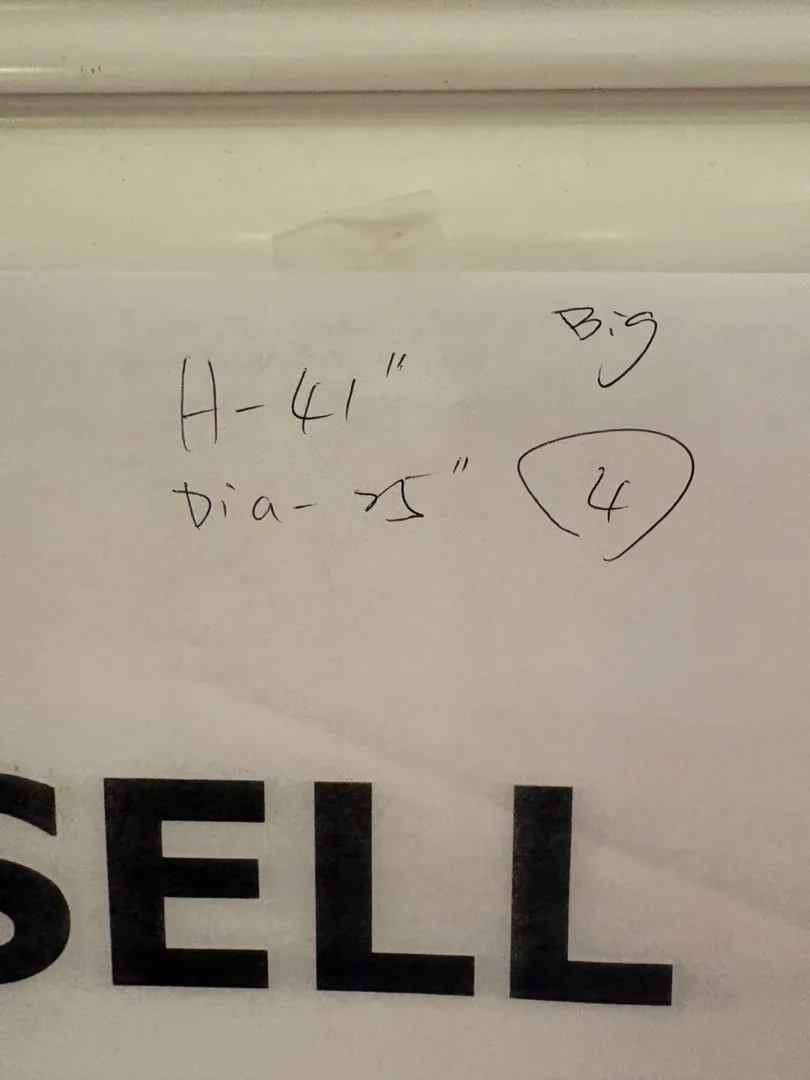 Big
H - 41"
Dia - 25"
4
SELL